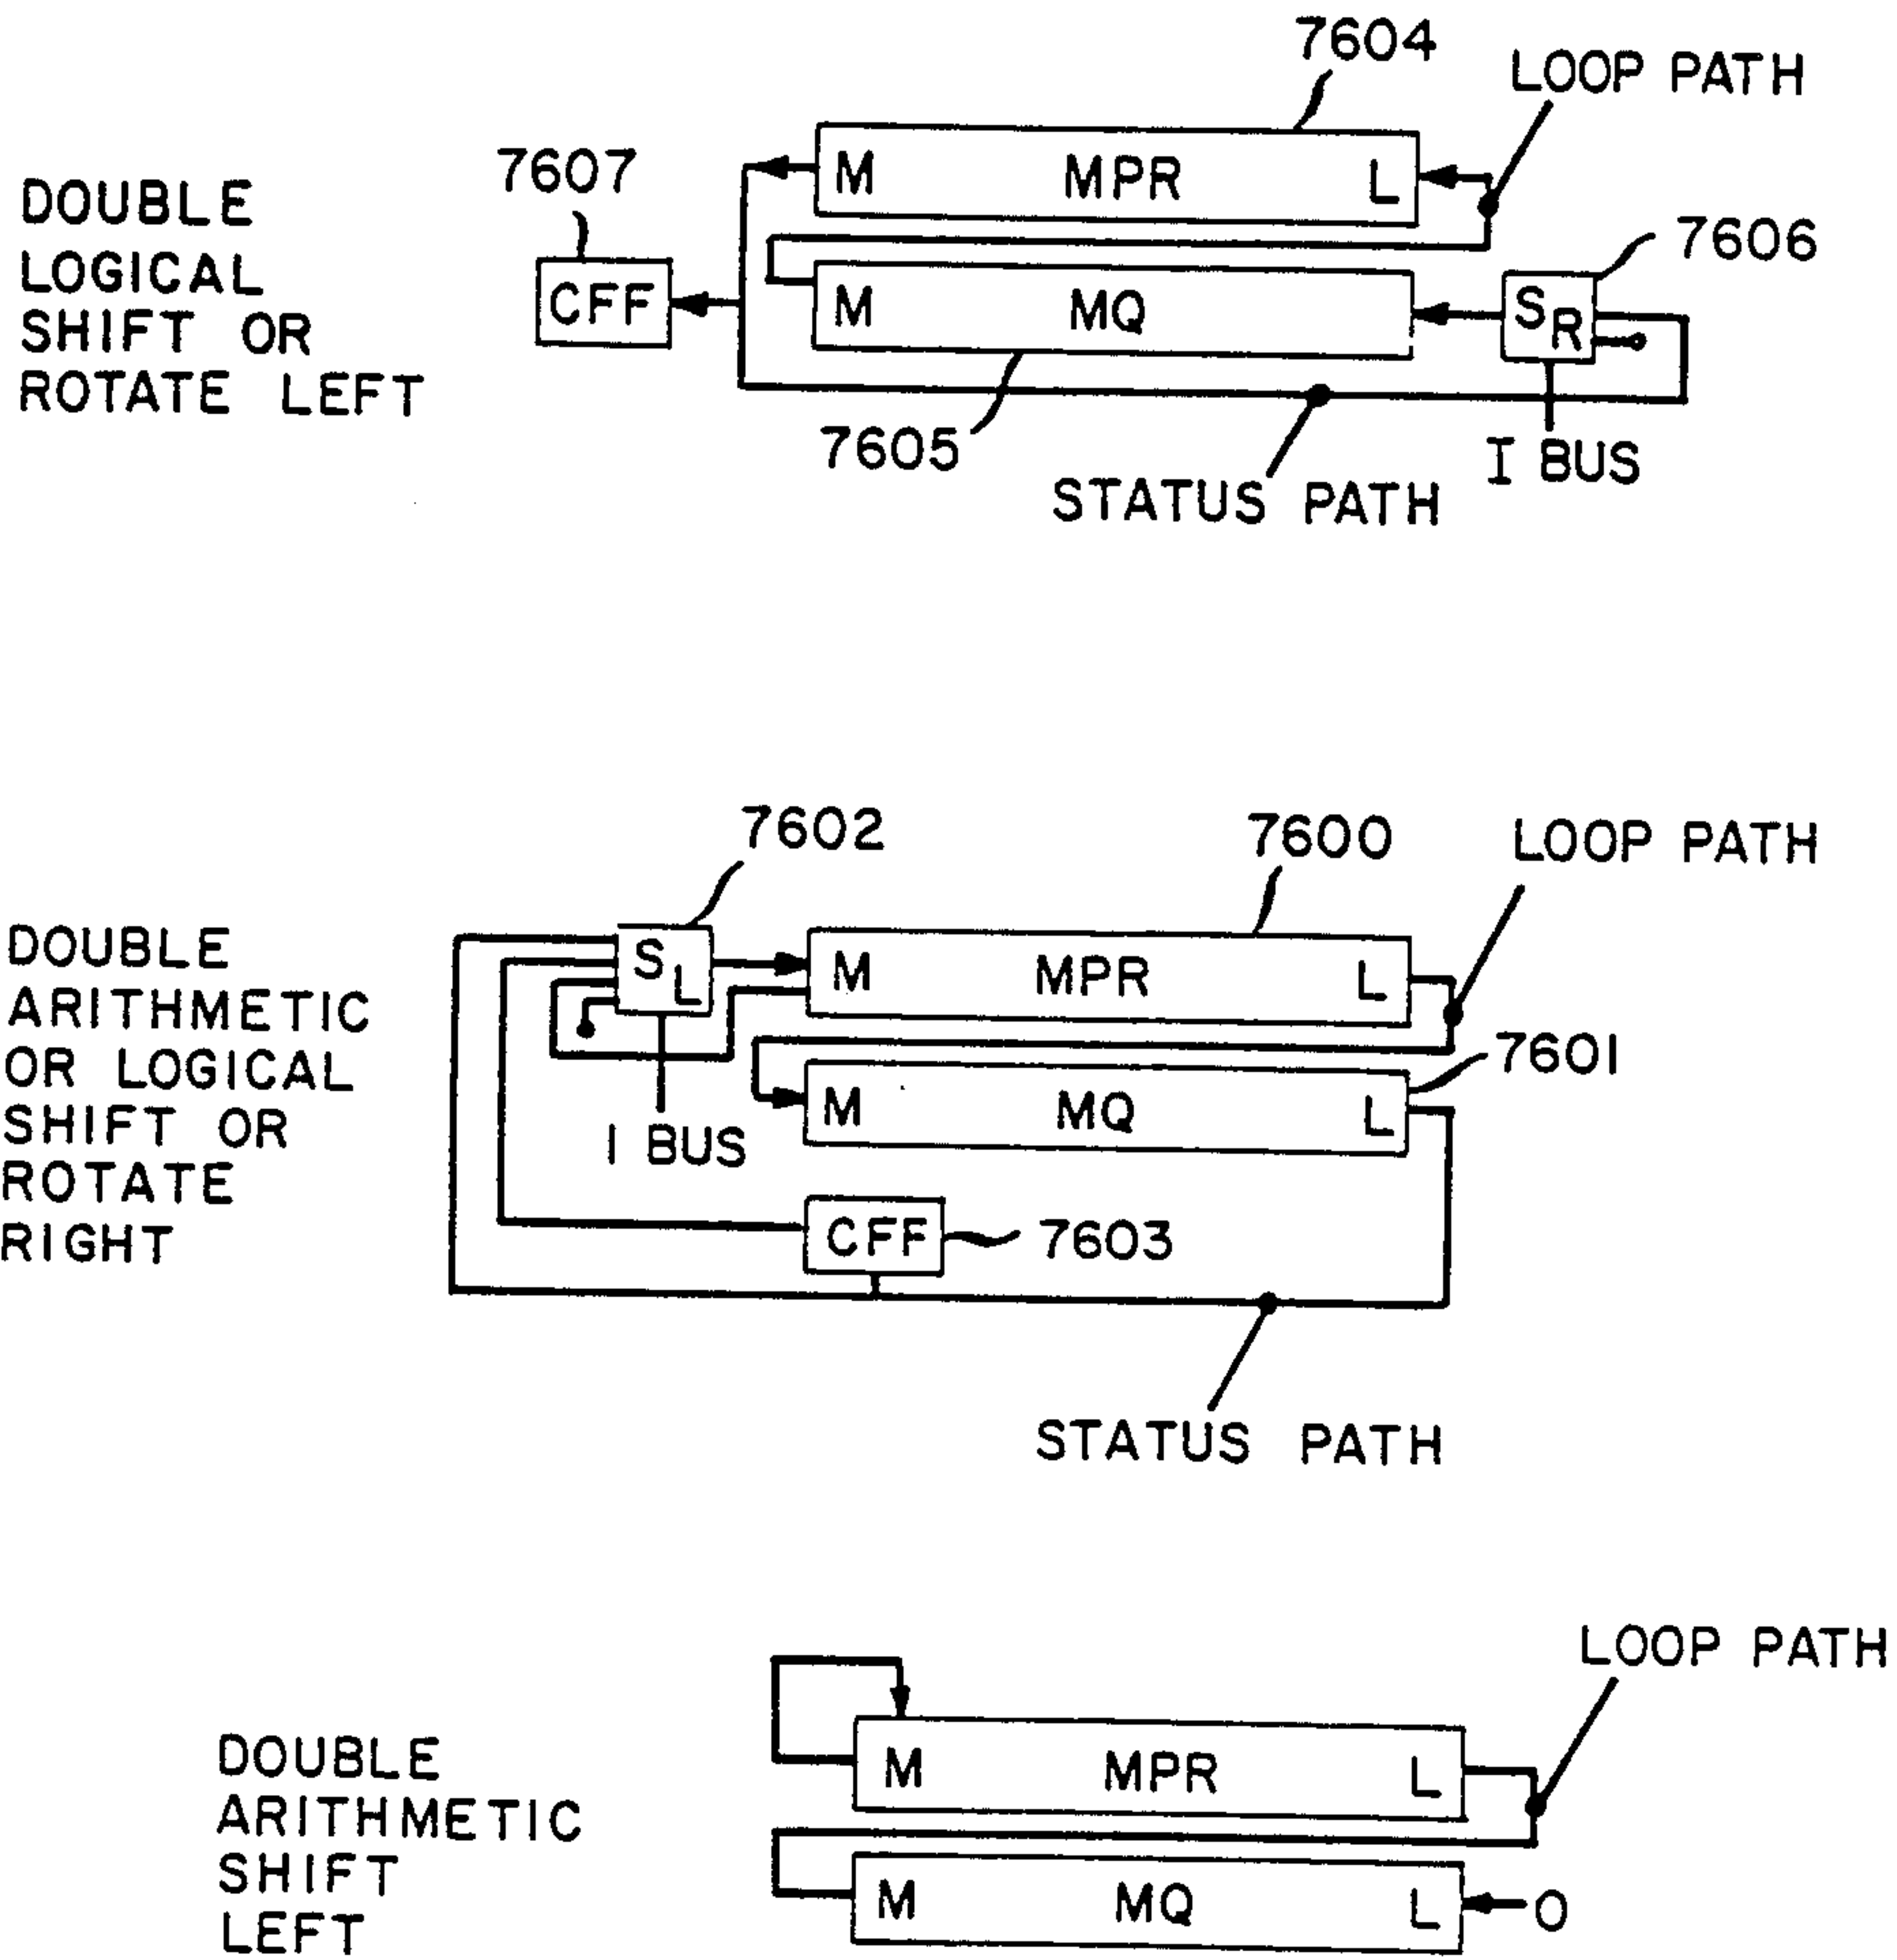 7604
LOOP PATH
7607
M MPR L
7606
DOUBLE
LOGICAL
SHIFT OR
ROTATE LEFT
CFF
M MQ
SR
7605
I BUS
STATUS PATH
7602
7600
LOOP PATH
DOUBLE
ARITHMETIC
OR LOGICAL
SHIFT OR
ROTATE
RIGHT
SL
M MPR L
7601
M MQ L
I BUS
CFF
7603
STATUS PATH
LOOP PATH
DOUBLE
ARITHMETIC
SHIFT
LEFT
M MPR L
M MQ L
0